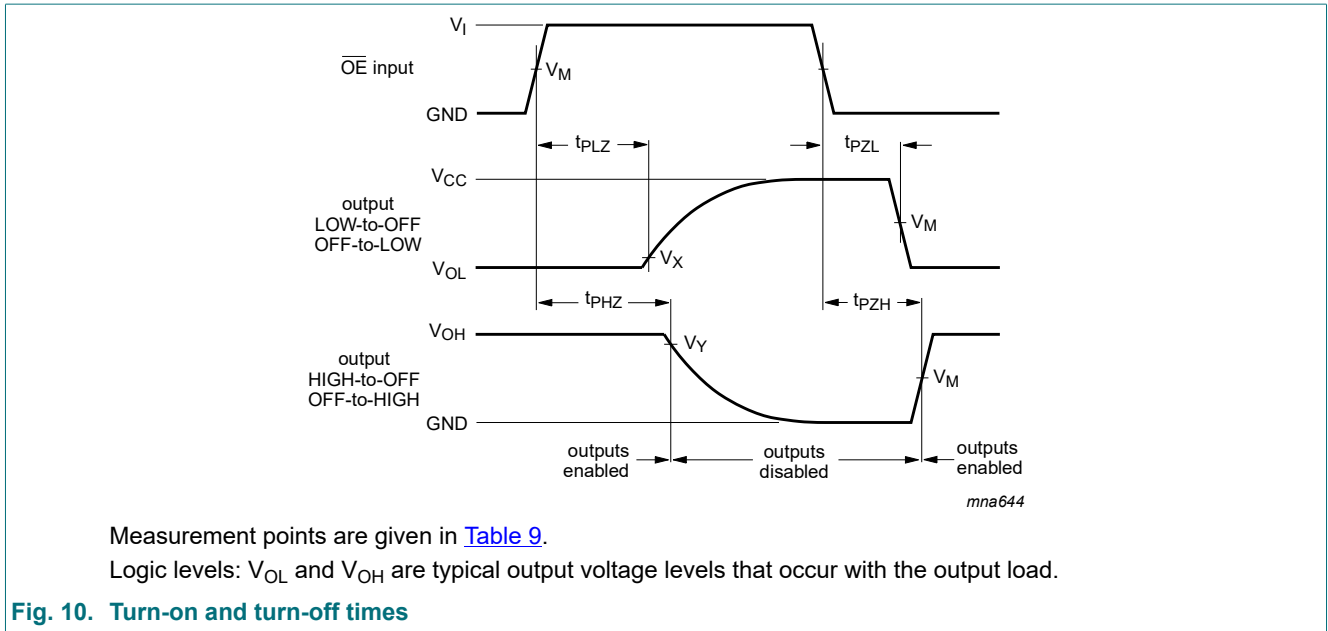 V_I
OE input
V_M
GND
t_PLZ
t_PZL
V_CC
output
LOW-to-OFF
OFF-to-LOW
V_M
V_X
V_OL
t_PHZ
t_PZH
V_OH
V_Y
output
HIGH-to-OFF
OFF-to-HIGH
V_M
GND
outputs
enabled
outputs
disabled
outputs
enabled
mna644
Measurement points are given in Table 9.
Logic levels: V_OL and V_OH are typical output voltage levels that occur with the output load.
Fig. 10. Turn-on and turn-off times